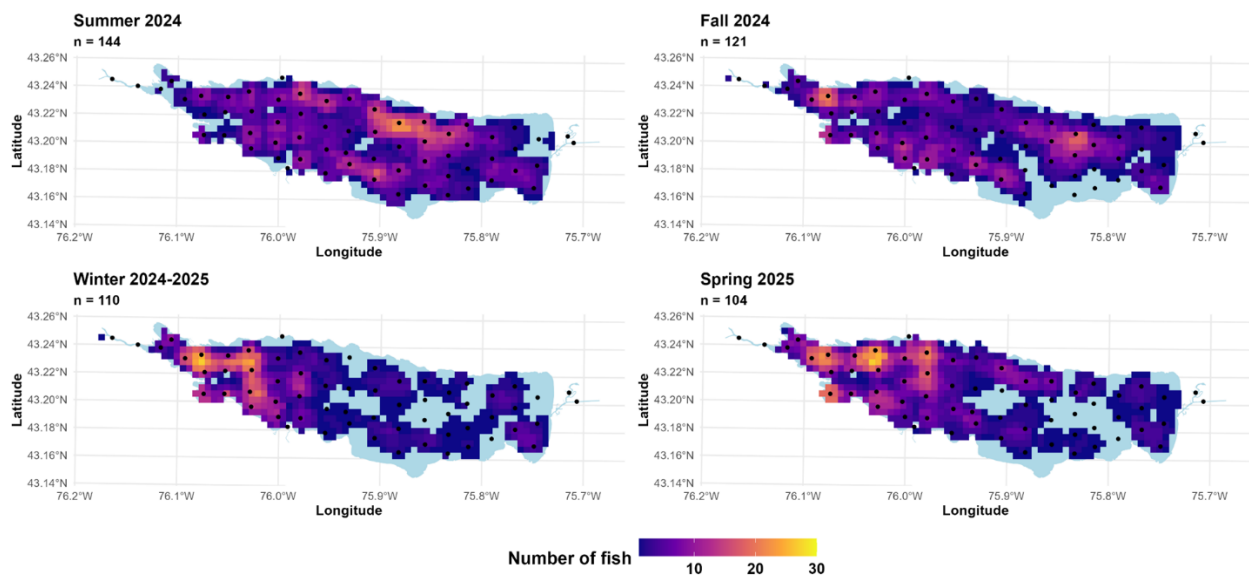 Summer 2024
n = 144
43.26°N
43.24°N
43.22°N
43.20°N
43.18°N
43.16°N
43.14°N
Latitude
76.2°W 76.1°W 76.0°W 75.9°W 75.8°W 75.7°W
Longitude
Fall 2024
n = 121
43.26°N
43.24°N
43.22°N
43.20°N
43.18°N
43.16°N
43.14°N
Latitude
76.2°W 76.1°W 76.0°W 75.9°W 75.8°W 75.7°W
Longitude
Winter 2024-2025
n = 110
43.26°N
43.24°N
43.22°N
43.20°N
43.18°N
43.16°N
43.14°N
Latitude
76.2°W 76.1°W 76.0°W 75.9°W 75.8°W 75.7°W
Longitude
Spring 2025
n = 104
43.26°N
43.24°N
43.22°N
43.20°N
43.18°N
43.16°N
43.14°N
Latitude
76.2°W 76.1°W 76.0°W 75.9°W 75.8°W 75.7°W
Longitude
Number of fish
10 20 30